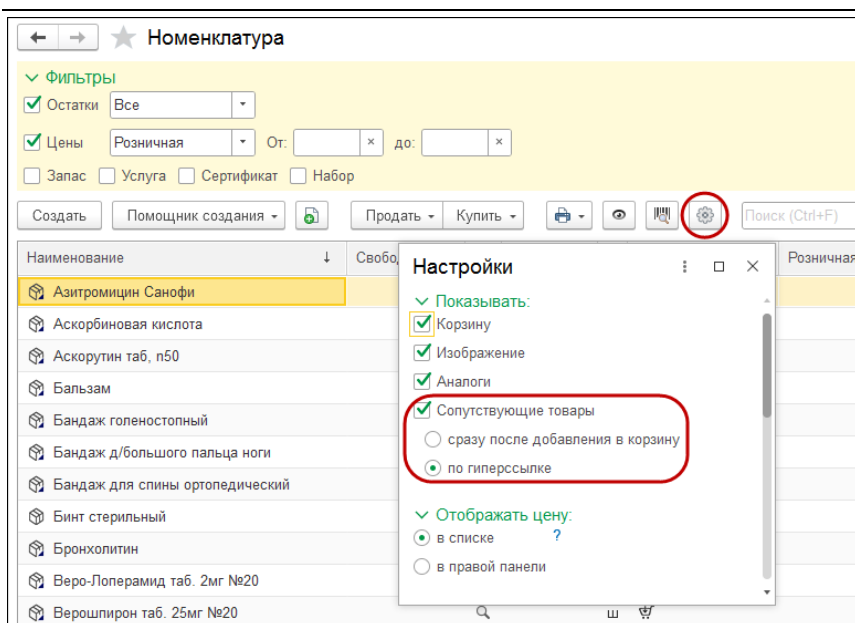 Номенклатура
Фильтры
Остатки Все
Цены Розничная От: до:
Запас Услуга Сертификат Набор
Создать Помощник создания Продать Купить Поиск (Ctrl+F)
Наименование ↓ Свобо Розничная
Настройки
Показывать:
Корзину
Изображение
Аналоги
Сопутствующие товары
сразу после добавления в корзину
по гиперссылке
Отображать цену:
в списке ?
в правой панели
Азитромицин Санофи
Аскорбиновая кислота
Аскорутин таб, n50
Бальзам
Бандаж голеностопный
Бандаж д/большого пальца ноги
Бандаж для спины ортопедический
Бинт стерильный
Бронхолитин
Веро-Лоперамид таб. 2мг №20
Верошпирон таб. 25мг №20 ш